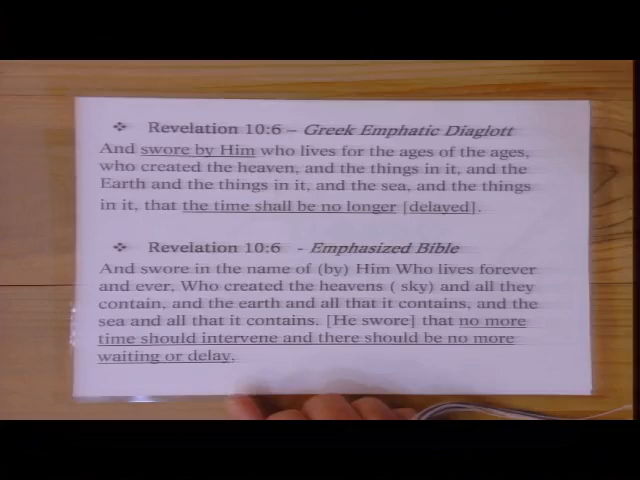 ❖ Revelation 10:6 – Greek Emphatic Diaglott
And swore by Him who lives for the ages of the ages,
who created the heaven, and the things in it, and the
Earth and the things in it, and the sea, and the things
in it, that the time shall be no longer [delayed].
❖ Revelation 10:6 - Emphasized Bible
And swore in the name of (by) Him Who lives forever
and ever, Who created the heavens ( sky) and all they
contain, and the earth and all that it contains, and the
sea and all that it contains. [He swore] that no more
time should intervene and there should be no more
waiting or delay.